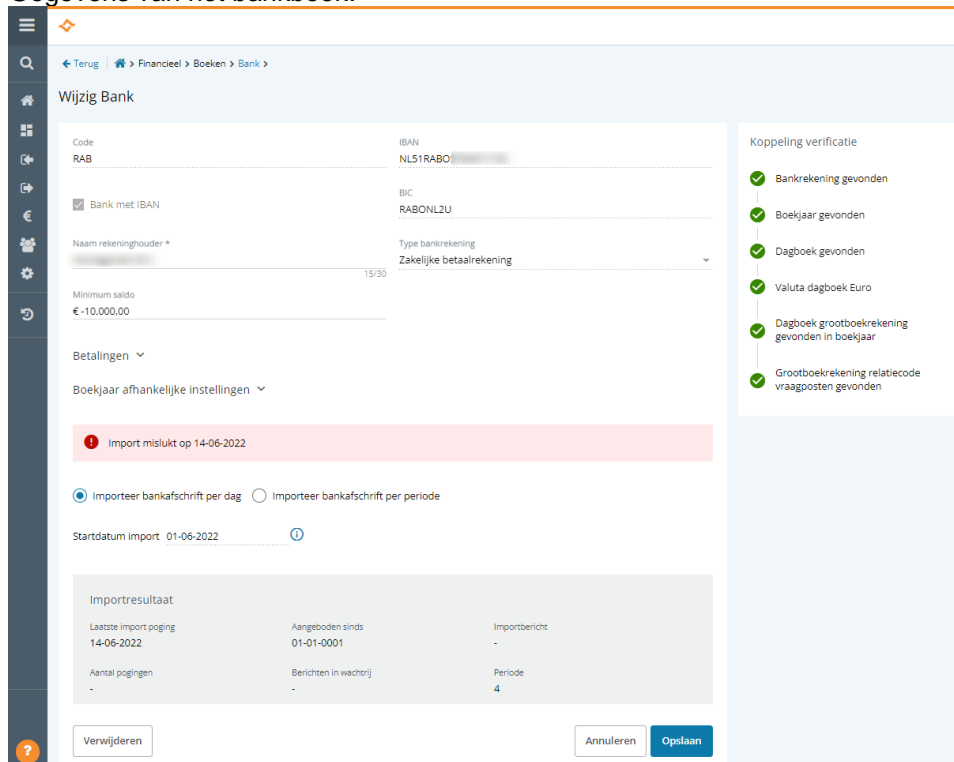 Gegevens van het bankboek:
Terug
> Financieel > Boeken > Bank >
Wijzig Bank
Code
RAB
IBAN
NL51RABO
Bank met IBAN
BIC
RABONL2U
Naam rekeninghouder *
15/30
Type bankrekening
Zakelijke betaalrekening
Minimum saldo
€ -10.000,00
Betalingen
Boekjaar afhankelijke instellingen
Import mislukt op 14-06-2022
Importeer bankafschrift per dag
Importeer bankafschrift per periode
Startdatum import 01-06-2022
Importresultaat
Laatste import poging
14-06-2022
Aangeboden sinds
01-01-0001
Importbericht
-
Aantal pogingen
-
Berichten in wachtrij
-
Periode
4
Verwijderen
Annuleren
Opslaan
Koppeling verificatie
Bankrekening gevonden
Boekjaar gevonden
Dagboek gevonden
Valuta dagboek Euro
Dagboek grootboekrekening
gevonden in boekjaar
Grootboekrekening relatiecode
vraagposten gevonden